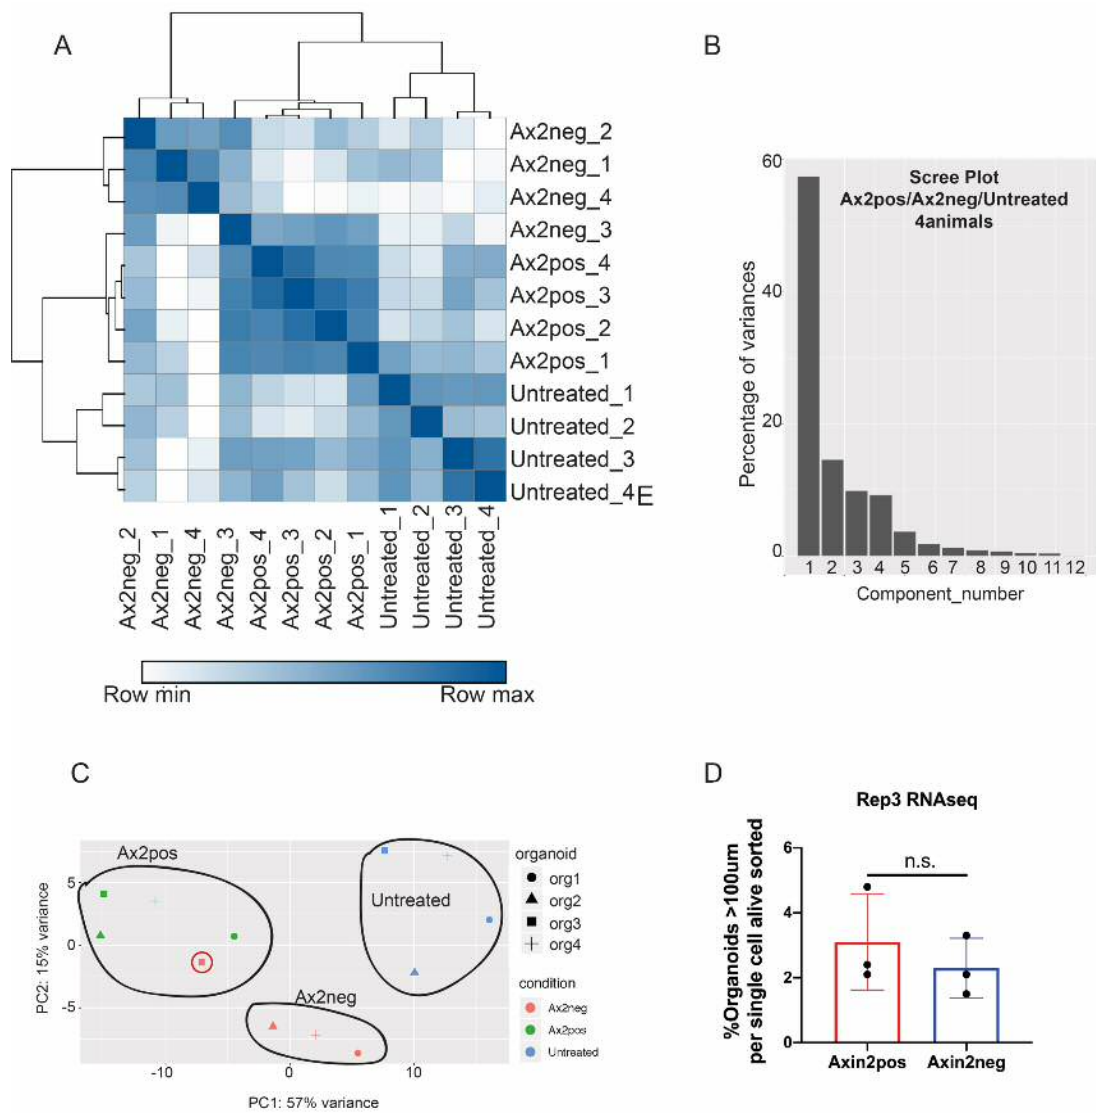 A
Ax2neg_2
Ax2neg_1
Ax2neg_4
Ax2neg_3
Ax2pos_4
Ax2pos_3
Ax2pos_2
Ax2pos_1
Untreated_1
Untreated_2
Untreated_3
Untreated_4
E
Ax2neg_2
Ax2neg_1
Ax2neg_4
Ax2neg_3
Ax2pos_4
Ax2pos_3
Ax2pos_2
Ax2pos_1
Untreated_1
Untreated_2
Untreated_3
Untreated_4
Row min
Row max
B
Scree Plot
Ax2pos/Ax2neg/Untreated
4animals
Percentage of variances
60
40
20
0
1 2 3 4 5 6 7 8 9 10 11 12
Component_number
C
Ax2pos
Untreated
Ax2neg
PC2: 15% variance
5
0
-5
-10 0 10
PC1: 57% variance
organoid
org1
org2
org3
org4
condition
Ax2neg
Ax2pos
Untreated
D
Rep3 RNAseq
%Organoids >100um
per single cell alive sorted
6
4
2
0
n.s.
Axin2pos Axin2neg